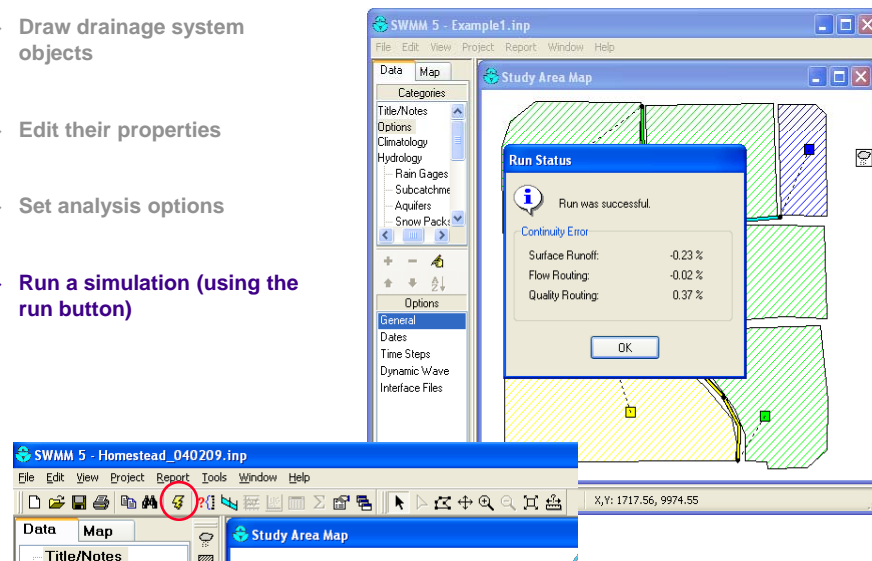 - Draw drainage system
objects
- Edit their properties
- Set analysis options
- Run a simulation (using the
run button)
SWMM 5 - Example1.inp
File Edit View Project Report Window Help
Data Map
Categories
Title/Notes
Options
Climatology
Hydrology
Rain Gages
Subcatchme
Aquifers
Snow Packs
Options
General
Dates
Time Steps
Dynamic Wave
Interface Files
Study Area Map
Run Status
Run was successful.
Continuity Error
Surface Runoff: -0.23 %
Flow Routing: -0.02 %
Quality Routing: 0.37 %
OK
X,Y: 1717.56, 9974.55
SWMM 5 - Homestead_040209.inp
File Edit View Project Report Tools Window Help
Data Map
Title/Notes
Study Area Map